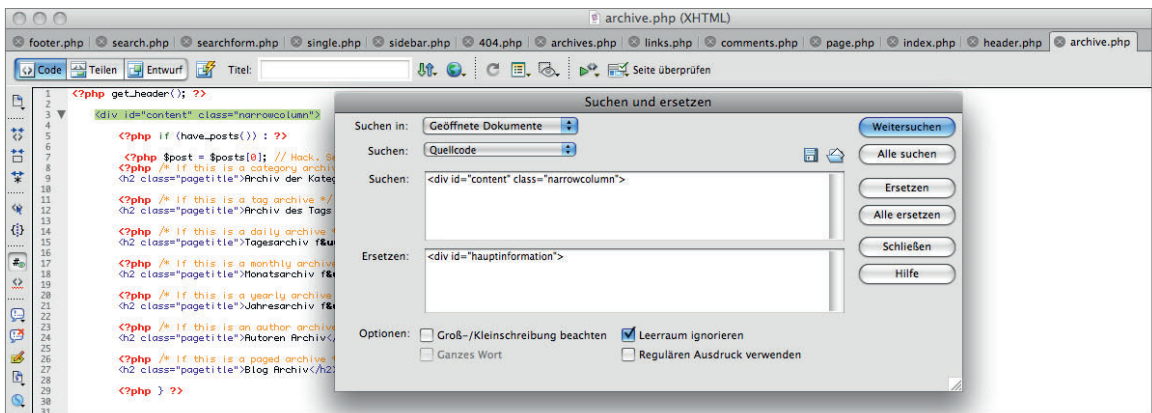 archive.php (XHTML)
footer.php search.php searchform.php single.php sidebar.php 404.php archives.php links.php comments.php page.php index.php header.php archive.php
Code Teilen Entwurf Titel: Seite überprüfen
1 <?php get_header(); ?>
2
3 <div id="content" class="narrowcolumn">
4
5 <?php if (have_posts()) : ?>
6
7 <?php $post = $posts[0]; // Hack.
8 <?php /* If this is a category
9 <h2 class="pagetitle">Archiv der
10
11 <?php /* If this is a tag archive */
12 <h2 class="pagetitle">Archiv des Tags
13
14 <?php /* If this is a daily archive
15 <h2 class="pagetitle">Tagesarchiv
16
17 <?php /* If this is a monthly archive
18 <h2 class="pagetitle">Monatsarchiv
19
20 <?php /* If this is a yearly archive
21 <h2 class="pagetitle">Jahresarchiv
22
23 <?php /* If this is an author
24 <h2 class="pagetitle">Autoren Archiv</
25
26 <?php /* If this is a paged archive
27 <h2 class="pagetitle">Blog Archiv</h2
28
29 <?php } ?>
30
31
Suchen und ersetzen
Suchen in: Geöffnete Dokumente
Weitersuchen
Suchen: Quellcode
Alle suchen
Suchen: <div id="content" class="narrowcolumn">
Ersetzen
Alle ersetzen
Schließen
Ersetzen: <div id="hauptinformation">
Hilfe
Optionen: Groß-/Kleinschreibung beachten Leerraum ignorieren
Ganzes Wort Regulären Ausdruck verwenden